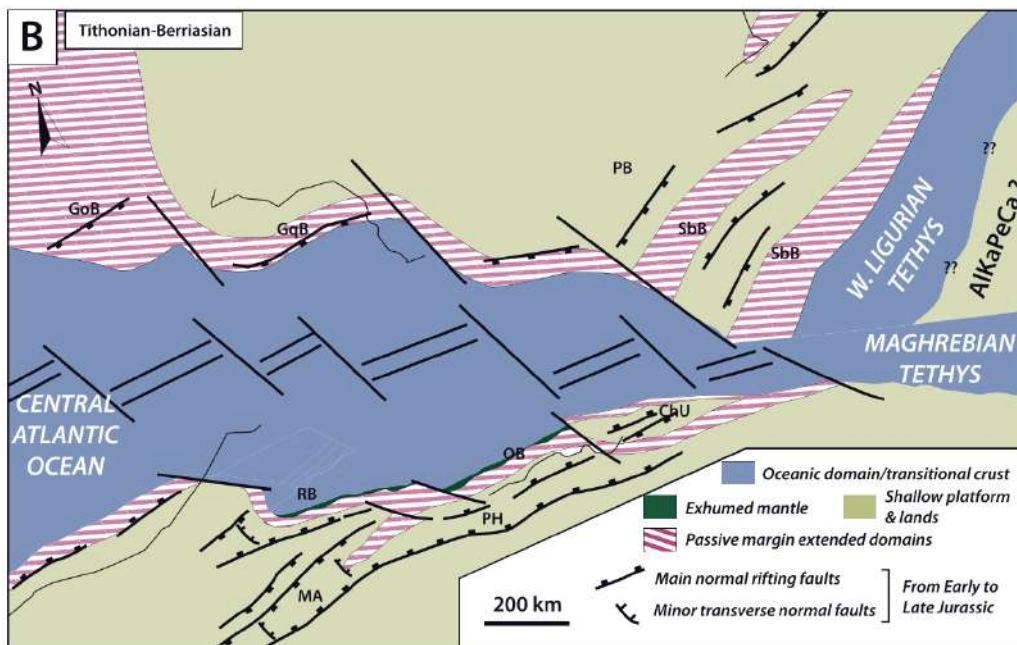 B
Tithonian-Berriasian
N
GoB
GqB
PB
SbB
SbB
??
??
AlKaPeCa ?
W. LIGURIAN
TETHYS
MAGHREBIAN
TETHYS
CENTRAL
ATLANTIC
OCEAN
ChU
OB
RB
PH
MA
Oceanic domain/transitional crust
Exhumed mantle
Shallow platform
& lands
Passive margin extended domains
Main normal rifting faults
Minor transverse normal faults
From Early to
Late Jurassic
200 km